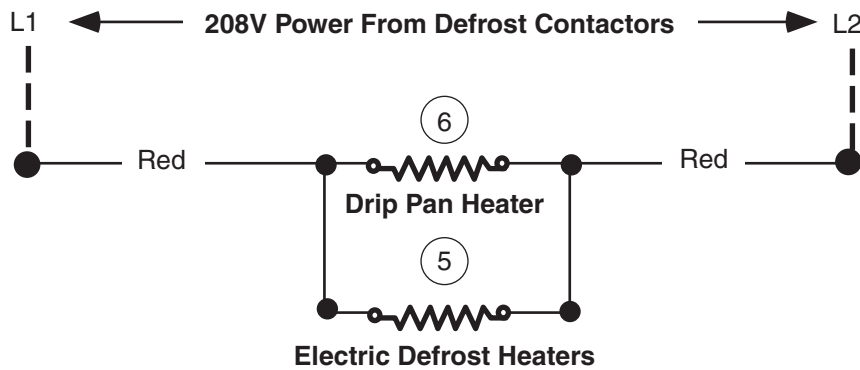 L1 208V Power From Defrost Contactors L2
6
Red Red
Drip Pan Heater
5
Electric Defrost Heaters